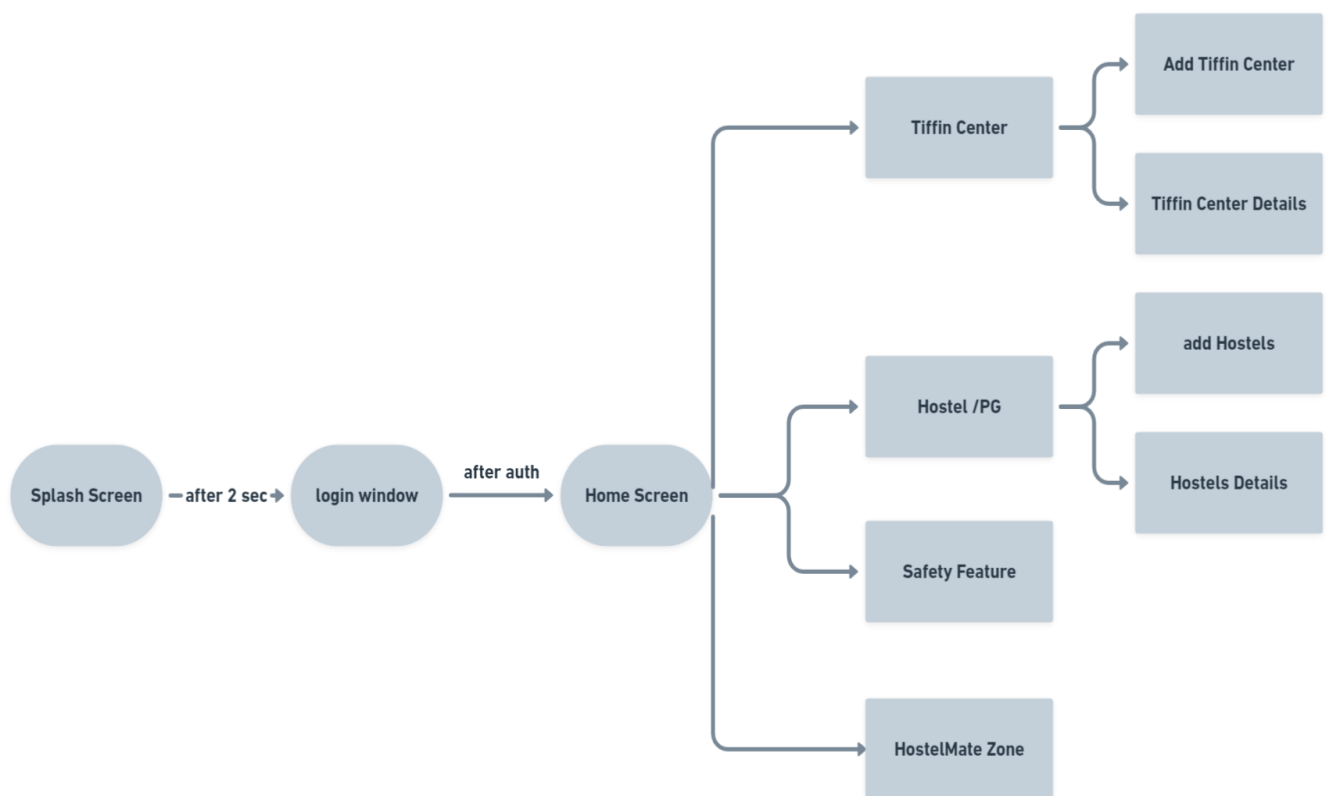 Splash Screen
after 2 sec
login window
after auth
Home Screen
Tiffin Center
Add Tiffin Center
Tiffin Center Details
Hostel /PG
add Hostels
Hostels Details
Safety Feature
HostelMate Zone